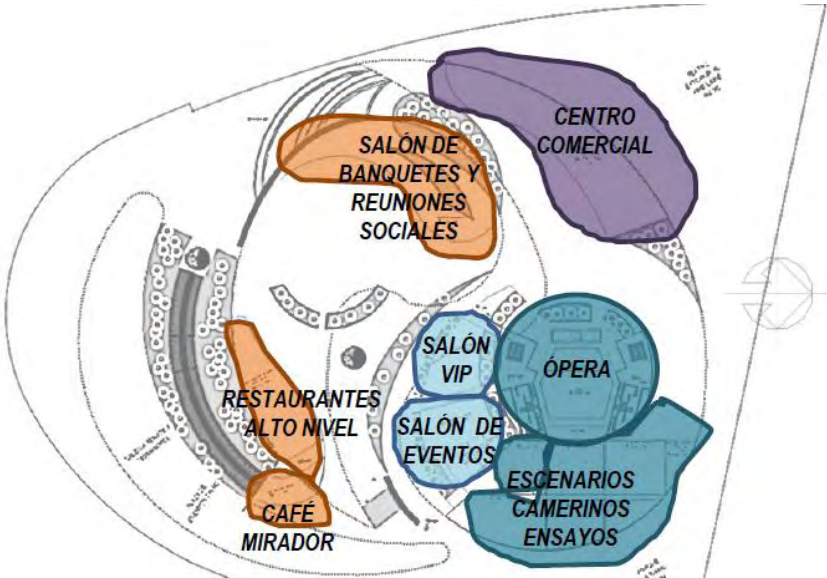 CENTRO
COMERCIAL
SALÓN DE
BANQUETES Y
REUNIONES
SOCIALES
SALÓN
VIP
ÓPERA
RESTAURANTES
ALTO NIVEL
SALÓN DE
EVENTOS
ESCENARIOS
CAMERINOS
ENSAYOS
CAFÉ
MIRADOR